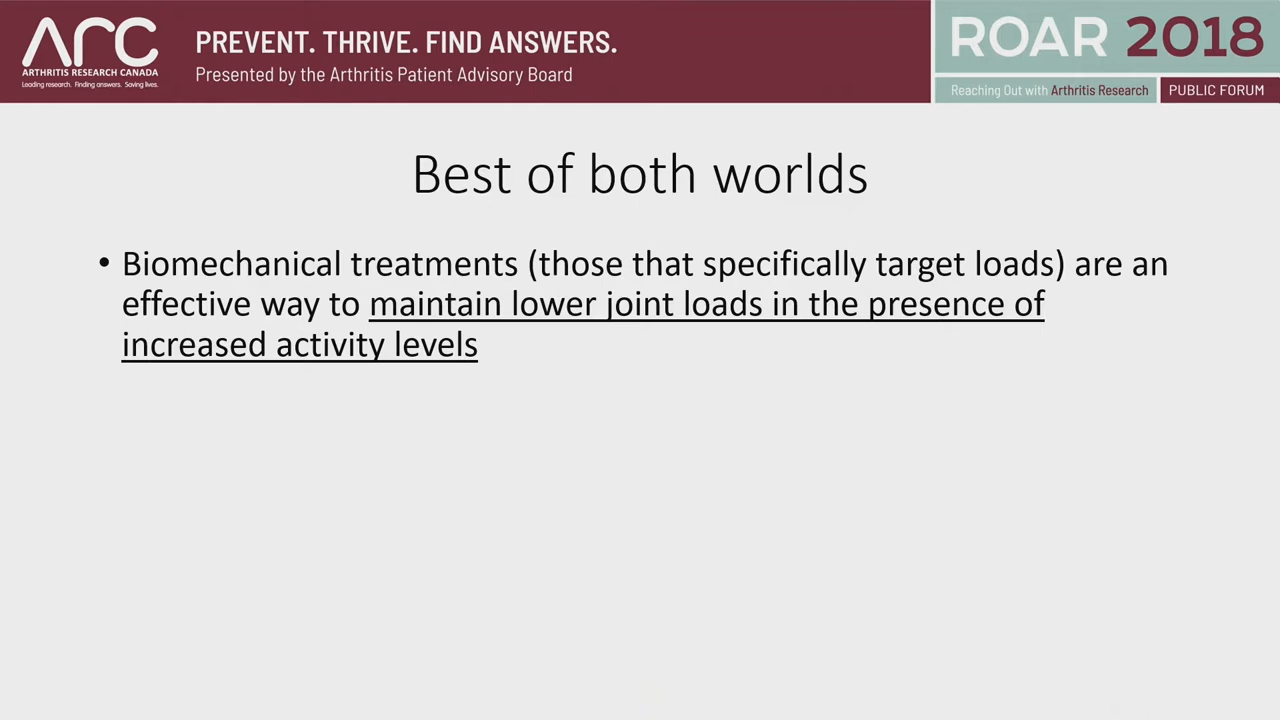 ARC
ARTHRITIS RESEARCH CANADA
Leading research. Finding answers. Saving lives.
PREVENT. THRIVE. FIND ANSWERS.
Presented by the Arthritis Patient Advisory Board
ROAR 2018
Reaching Out with Arthritis Research
PUBLIC FORUM
Best of both worlds
• Biomechanical treatments (those that specifically target loads) are an
effective way to maintain lower joint loads in the presence of
increased activity levels